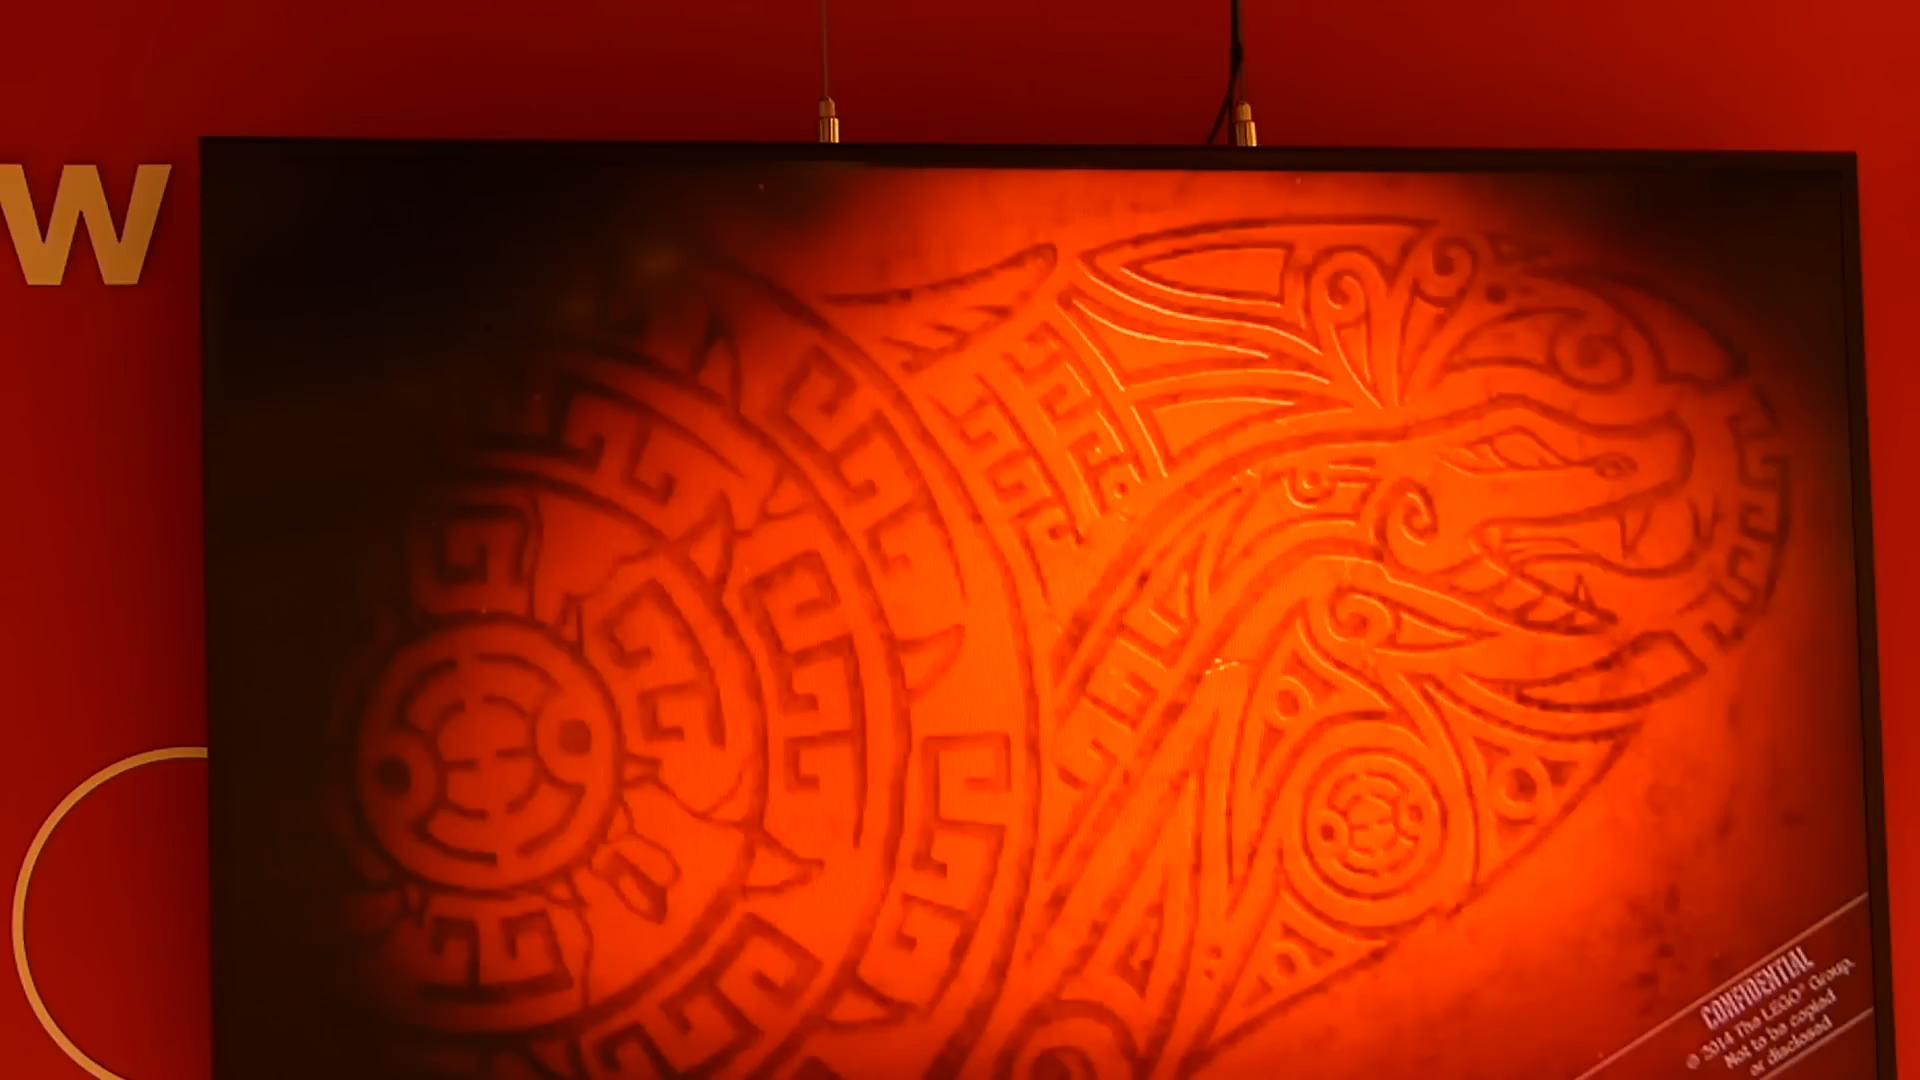 W
CONFIDENTIAL
© 2014 The LEGO® Group.
Not to be copied
or disclosed